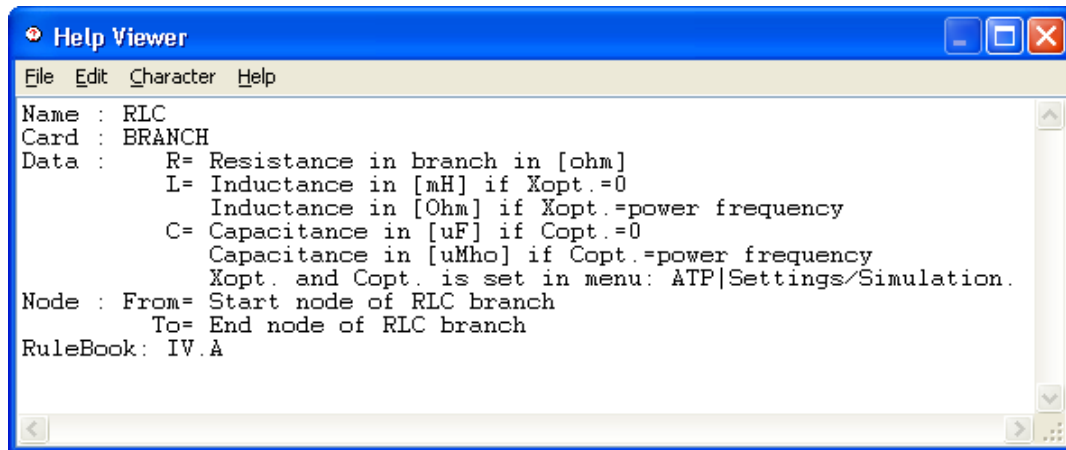 Help Viewer
File Edit Character Help
Name : RLC
Card : BRANCH
Data : R= Resistance in branch in [ohm]
L= Inductance in [mH] if Xopt.=0
Inductance in [Ohm] if Xopt.=power frequency
C= Capacitance in [uF] if Copt.=0
Capacitance in [uMho] if Copt.=power frequency
Xopt. and Copt. is set in menu: ATP|Settings/Simulation.
Node : From= Start node of RLC branch
To= End node of RLC branch
RuleBook: IV.A